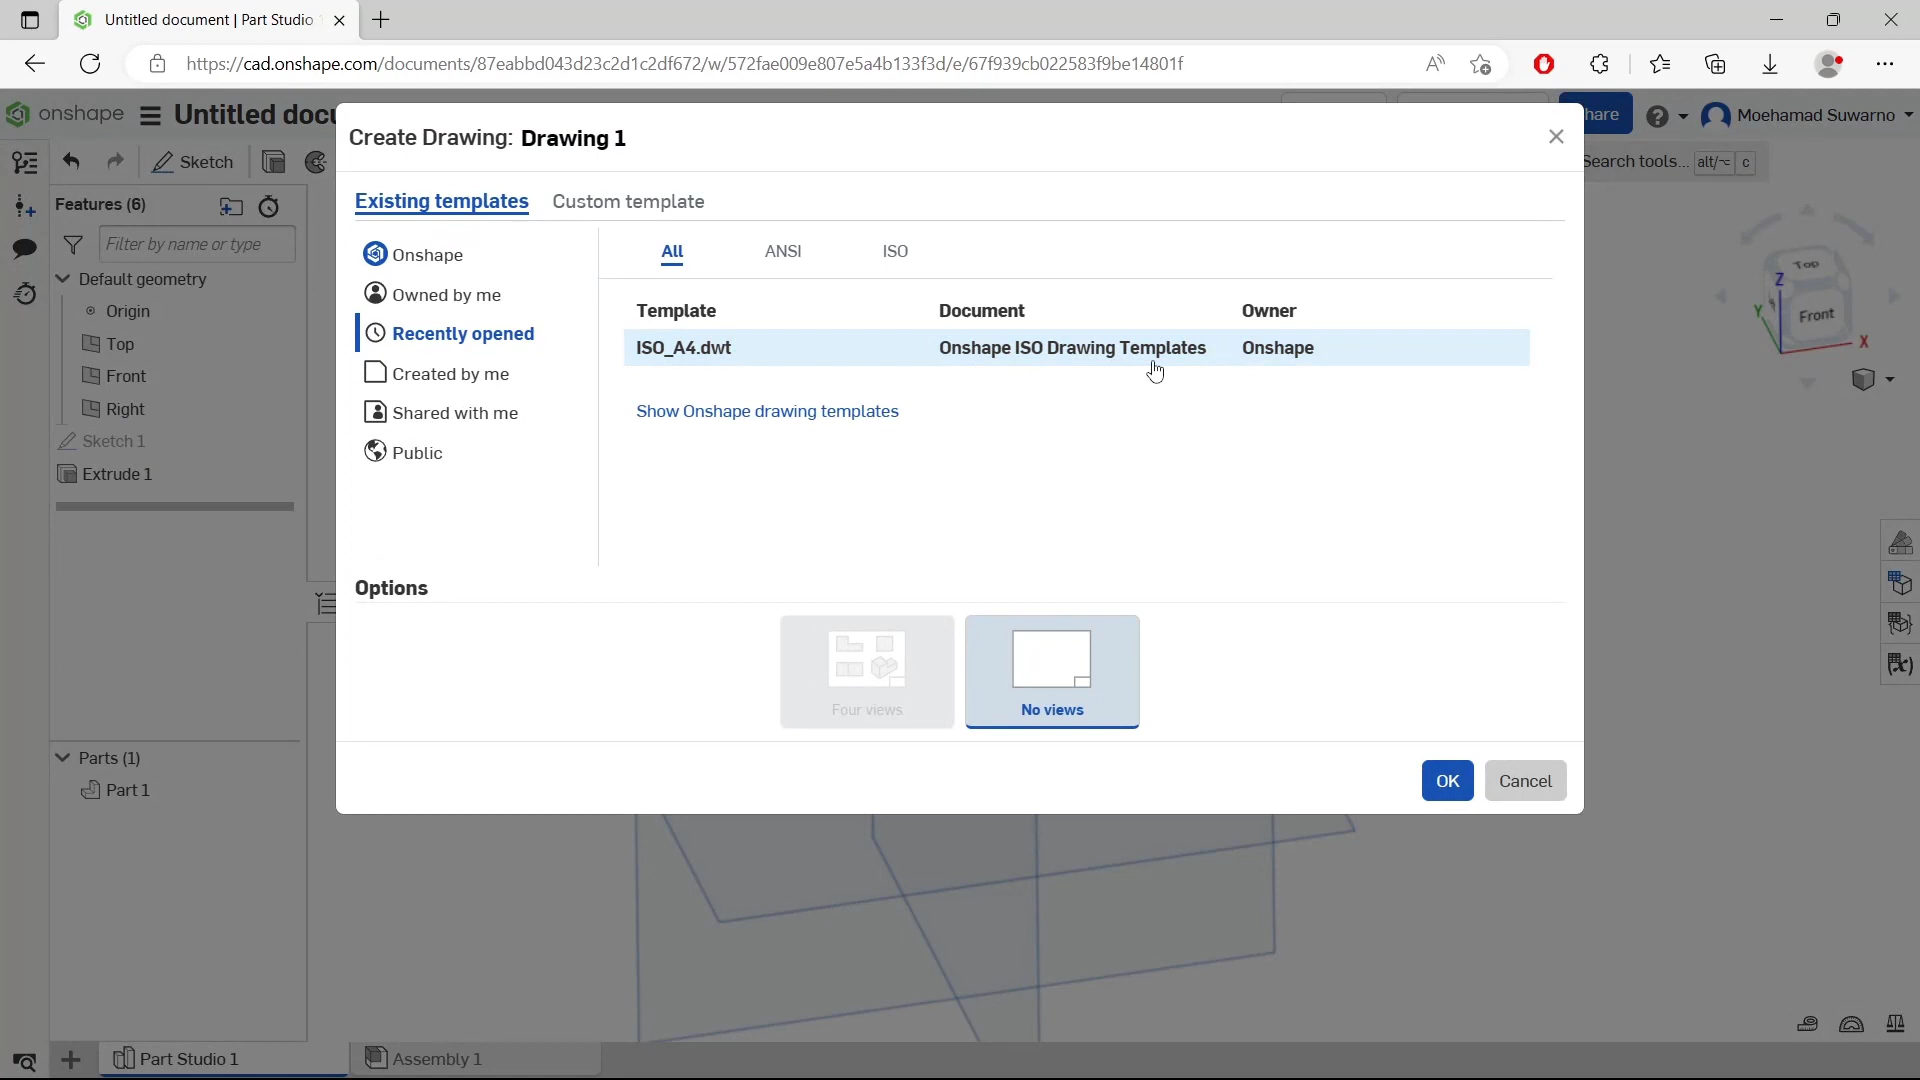 Untitled document | Part Studio
https://cad.onshape.com/documents/87eabbd043d23c2d1c2df672/w/572fae009e807e5a4b133f3d/e/67f939cb022583f9be14801f
onshape Untitled docu
hare
Moehamad Suwarno
Create Drawing: Drawing 1
Sketch
Search tools... alt/⌥ c
Features (6)
Existing templates Custom template
Filter by name or type
Onshape
All ANSI ISO
Default geometry
Owned by me
Origin
Template Document Owner
Recently opened
Top
ISO_A4.dwt Onshape ISO Drawing Templates Onshape
Front
Created by me
Right
Shared with me
Show Onshape drawing templates
Sketch 1
Public
Extrude 1
Top
Front
Z
Y
X
Options
Four views
No views
Parts (1)
Part 1
OK Cancel
Part Studio 1
Assembly 1